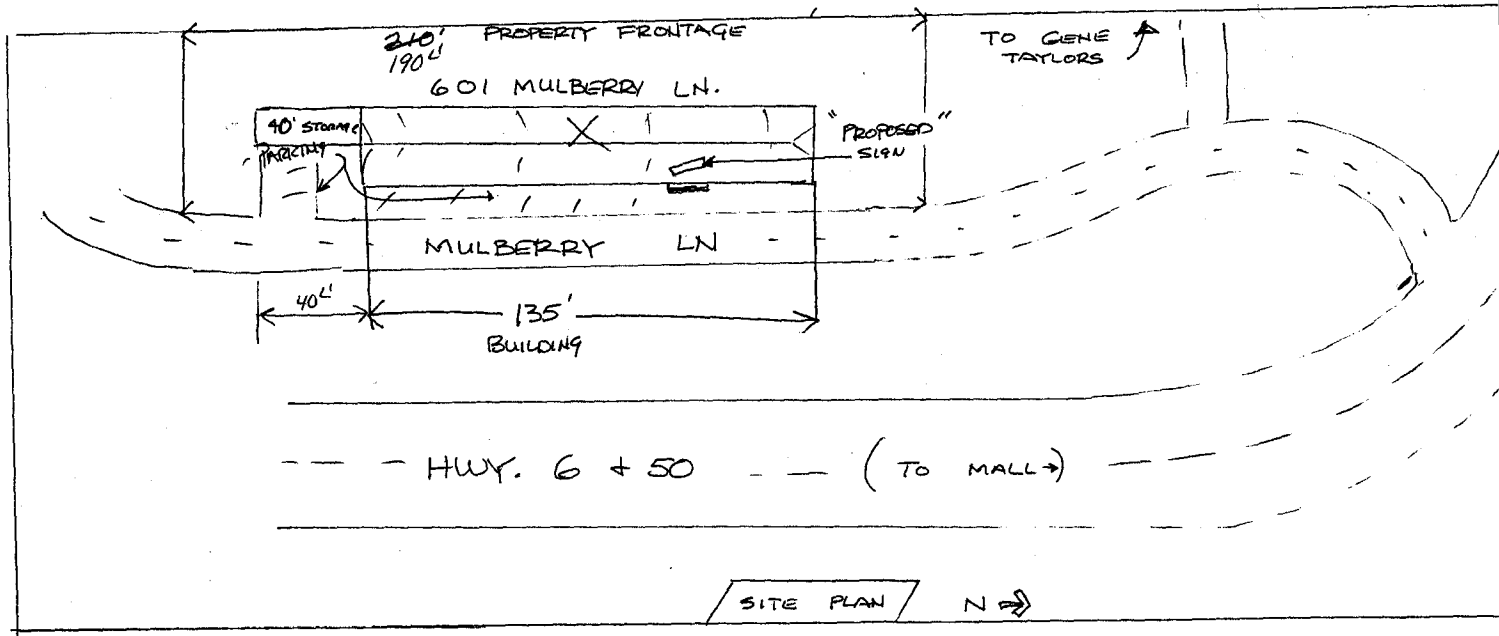 210' PROPERTY FRONTAGE
190'
601 MULBERRY LN.
TO GENE
TAYLORS
40' STORAGE
PARKING
"PROPOSED"
SIGN
MULBERRY LN
40'
135'
BUILDING
HWY. 6 + 50 (TO MALL →)
SITE PLAN N